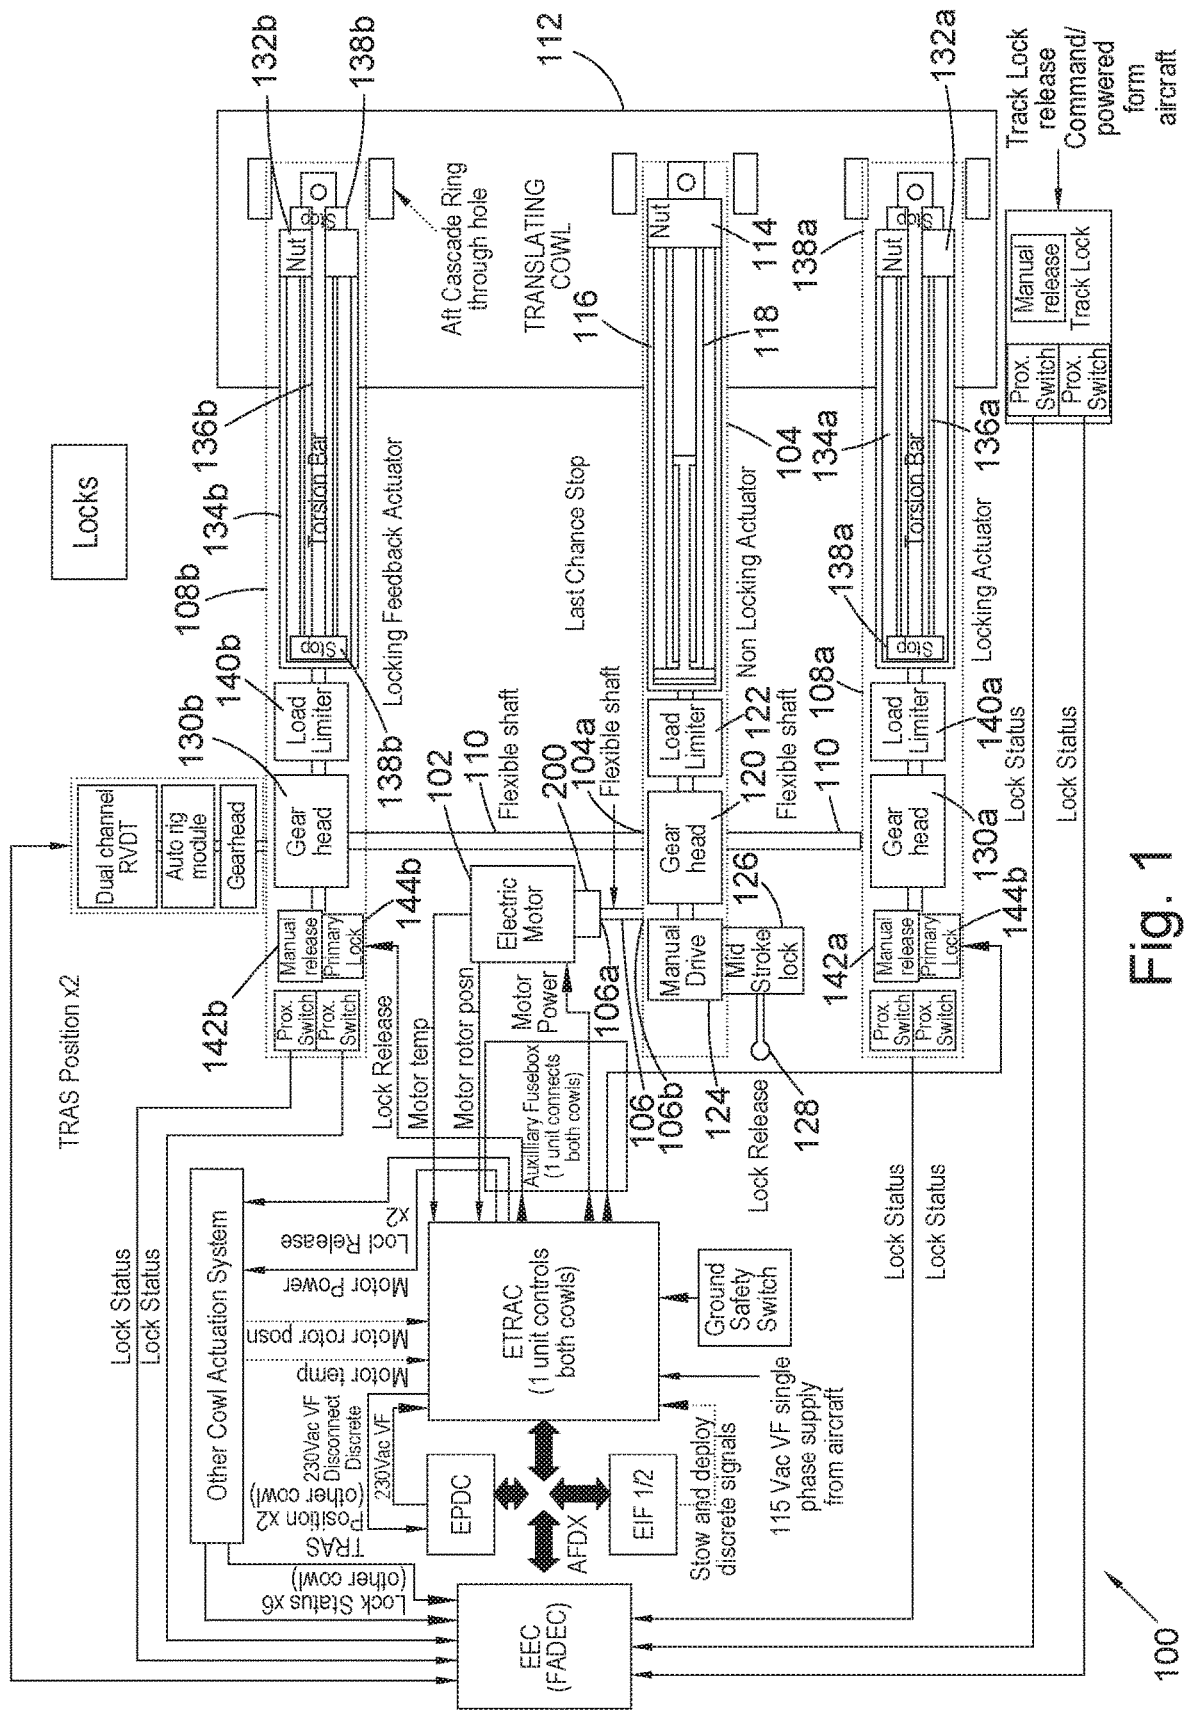 TRAS Position x2
Locks
Lock Status
Lock Status
Other Cowl Actuation System
Dual channel
RVDT
Auto rig
module
Gearhead
142b
130b
140b
108b
134b
136b
132b
138b
Prox.
Switch
Prox.
Switch
Manual
release
Primary
Lock
Gear
head
Load
Limiter
Stop
Torsion Bar
Nut
Stop
144b
138b
Locking Feedback Actuator
Aft Cascade Ring
through hole
112
Lock Status x6
(other cowl)
TRAS
Position x2
(other cowl)
230Vac VF
Disconnect
Discrete
230Vac VF
Motor temp
Motor rotor posn
Motor Power
Locl Release
x2
Lock Release
Motor temp
Motor rotor posn
Motor
Power
102
110
Flexible shaft
Electric
Motor
200
104a
Flexible shaft
106a
106
106b
Last Chance Stop
TRANSLATING
COWL
116
EEC
(FADEC)
EPDC
AFDX
EIF 1/2
ETRAC
(1 unit controls
both cowls)
Auxilliary Fusebox
(1 unit connects
both cowls)
Manual
Drive
Gear
head
Load
Limiter
Nut
114
118
Mid
Stroke
lock
124
126
128
120
122
Non Locking Actuator
104
Stow and deploy
discrete signals
115 Vac VF single
phase supply
from aircraft
Ground
Safety
Switch
Lock Release
Flexible shaft
110
108a
138a
134a
138a
142a
Prox.
Switch
Prox.
Switch
Manual
release
Primary
Lock
Gear
head
Load
Limiter
Stop
Torsion Bar
Nut
Stop
144b
130a
140a
136a
132a
Locking Actuator
Lock Status
Lock Status
Lock Status
Lock Status
Prox.
Switch
Prox.
Switch
Manual
release
Track Lock
Track Lock
release
Command/
powered
form
aircraft
100
Fig. 1